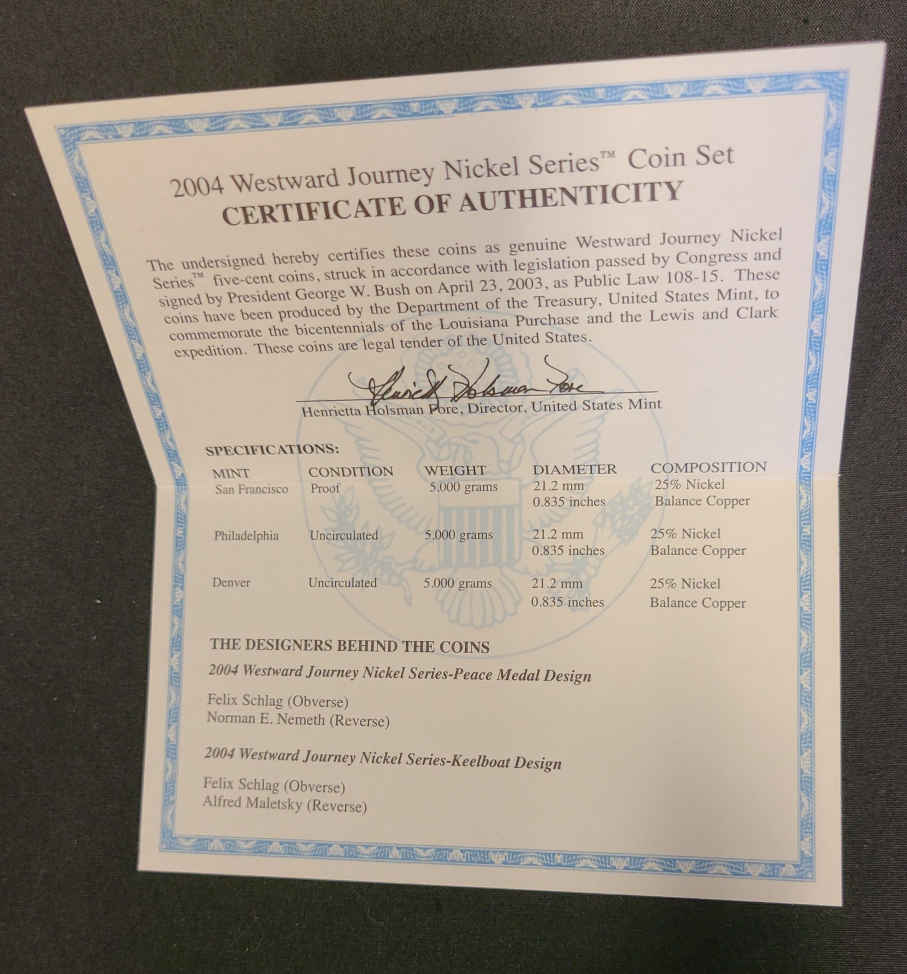 2004 Westward Journey Nickel Series™ Coin Set
CERTIFICATE OF AUTHENTICITY
The undersigned hereby certifies these coins as genuine Westward Journey Nickel
Series™ five-cent coins, struck in accordance with legislation passed by Congress and
signed by President George W. Bush on April 23, 2003, as Public Law 108-15. These
coins have been produced by the Department of the Treasury, United States Mint, to
commemorate the bicentennials of the Louisiana Purchase and the Lewis and Clark
expedition. These coins are legal tender of the United States.
Henrietta Holsman Fore
Henrietta Holsman Fore, Director, United States Mint
SPECIFICATIONS:
MINT CONDITION WEIGHT DIAMETER COMPOSITION
San Francisco Proof 5.000 grams 21.2 mm 25% Nickel
0.835 inches Balance Copper
Philadelphia Uncirculated 5.000 grams 21.2 mm 25% Nickel
0.835 inches Balance Copper
Denver Uncirculated 5.000 grams 21.2 mm 25% Nickel
0.835 inches Balance Copper
THE DESIGNERS BEHIND THE COINS
2004 Westward Journey Nickel Series-Peace Medal Design
Felix Schlag (Obverse)
Norman E. Nemeth (Reverse)
2004 Westward Journey Nickel Series-Keelboat Design
Felix Schlag (Obverse)
Alfred Maletsky (Reverse)